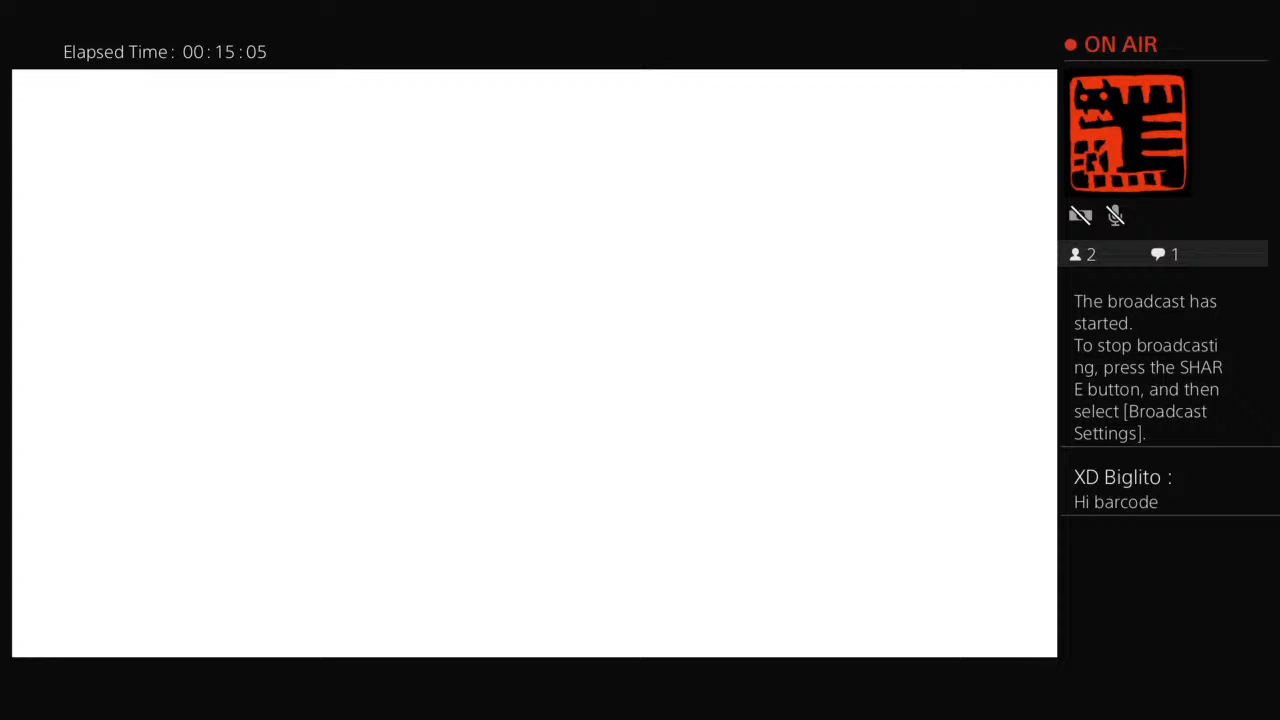 Elapsed Time: 00:15:05
ON AIR
2 1
The broadcast has
started.
To stop broadcasti
ng, press the SHAR
E button, and then
select [Broadcast
Settings].
XD Biglito :
Hi barcode